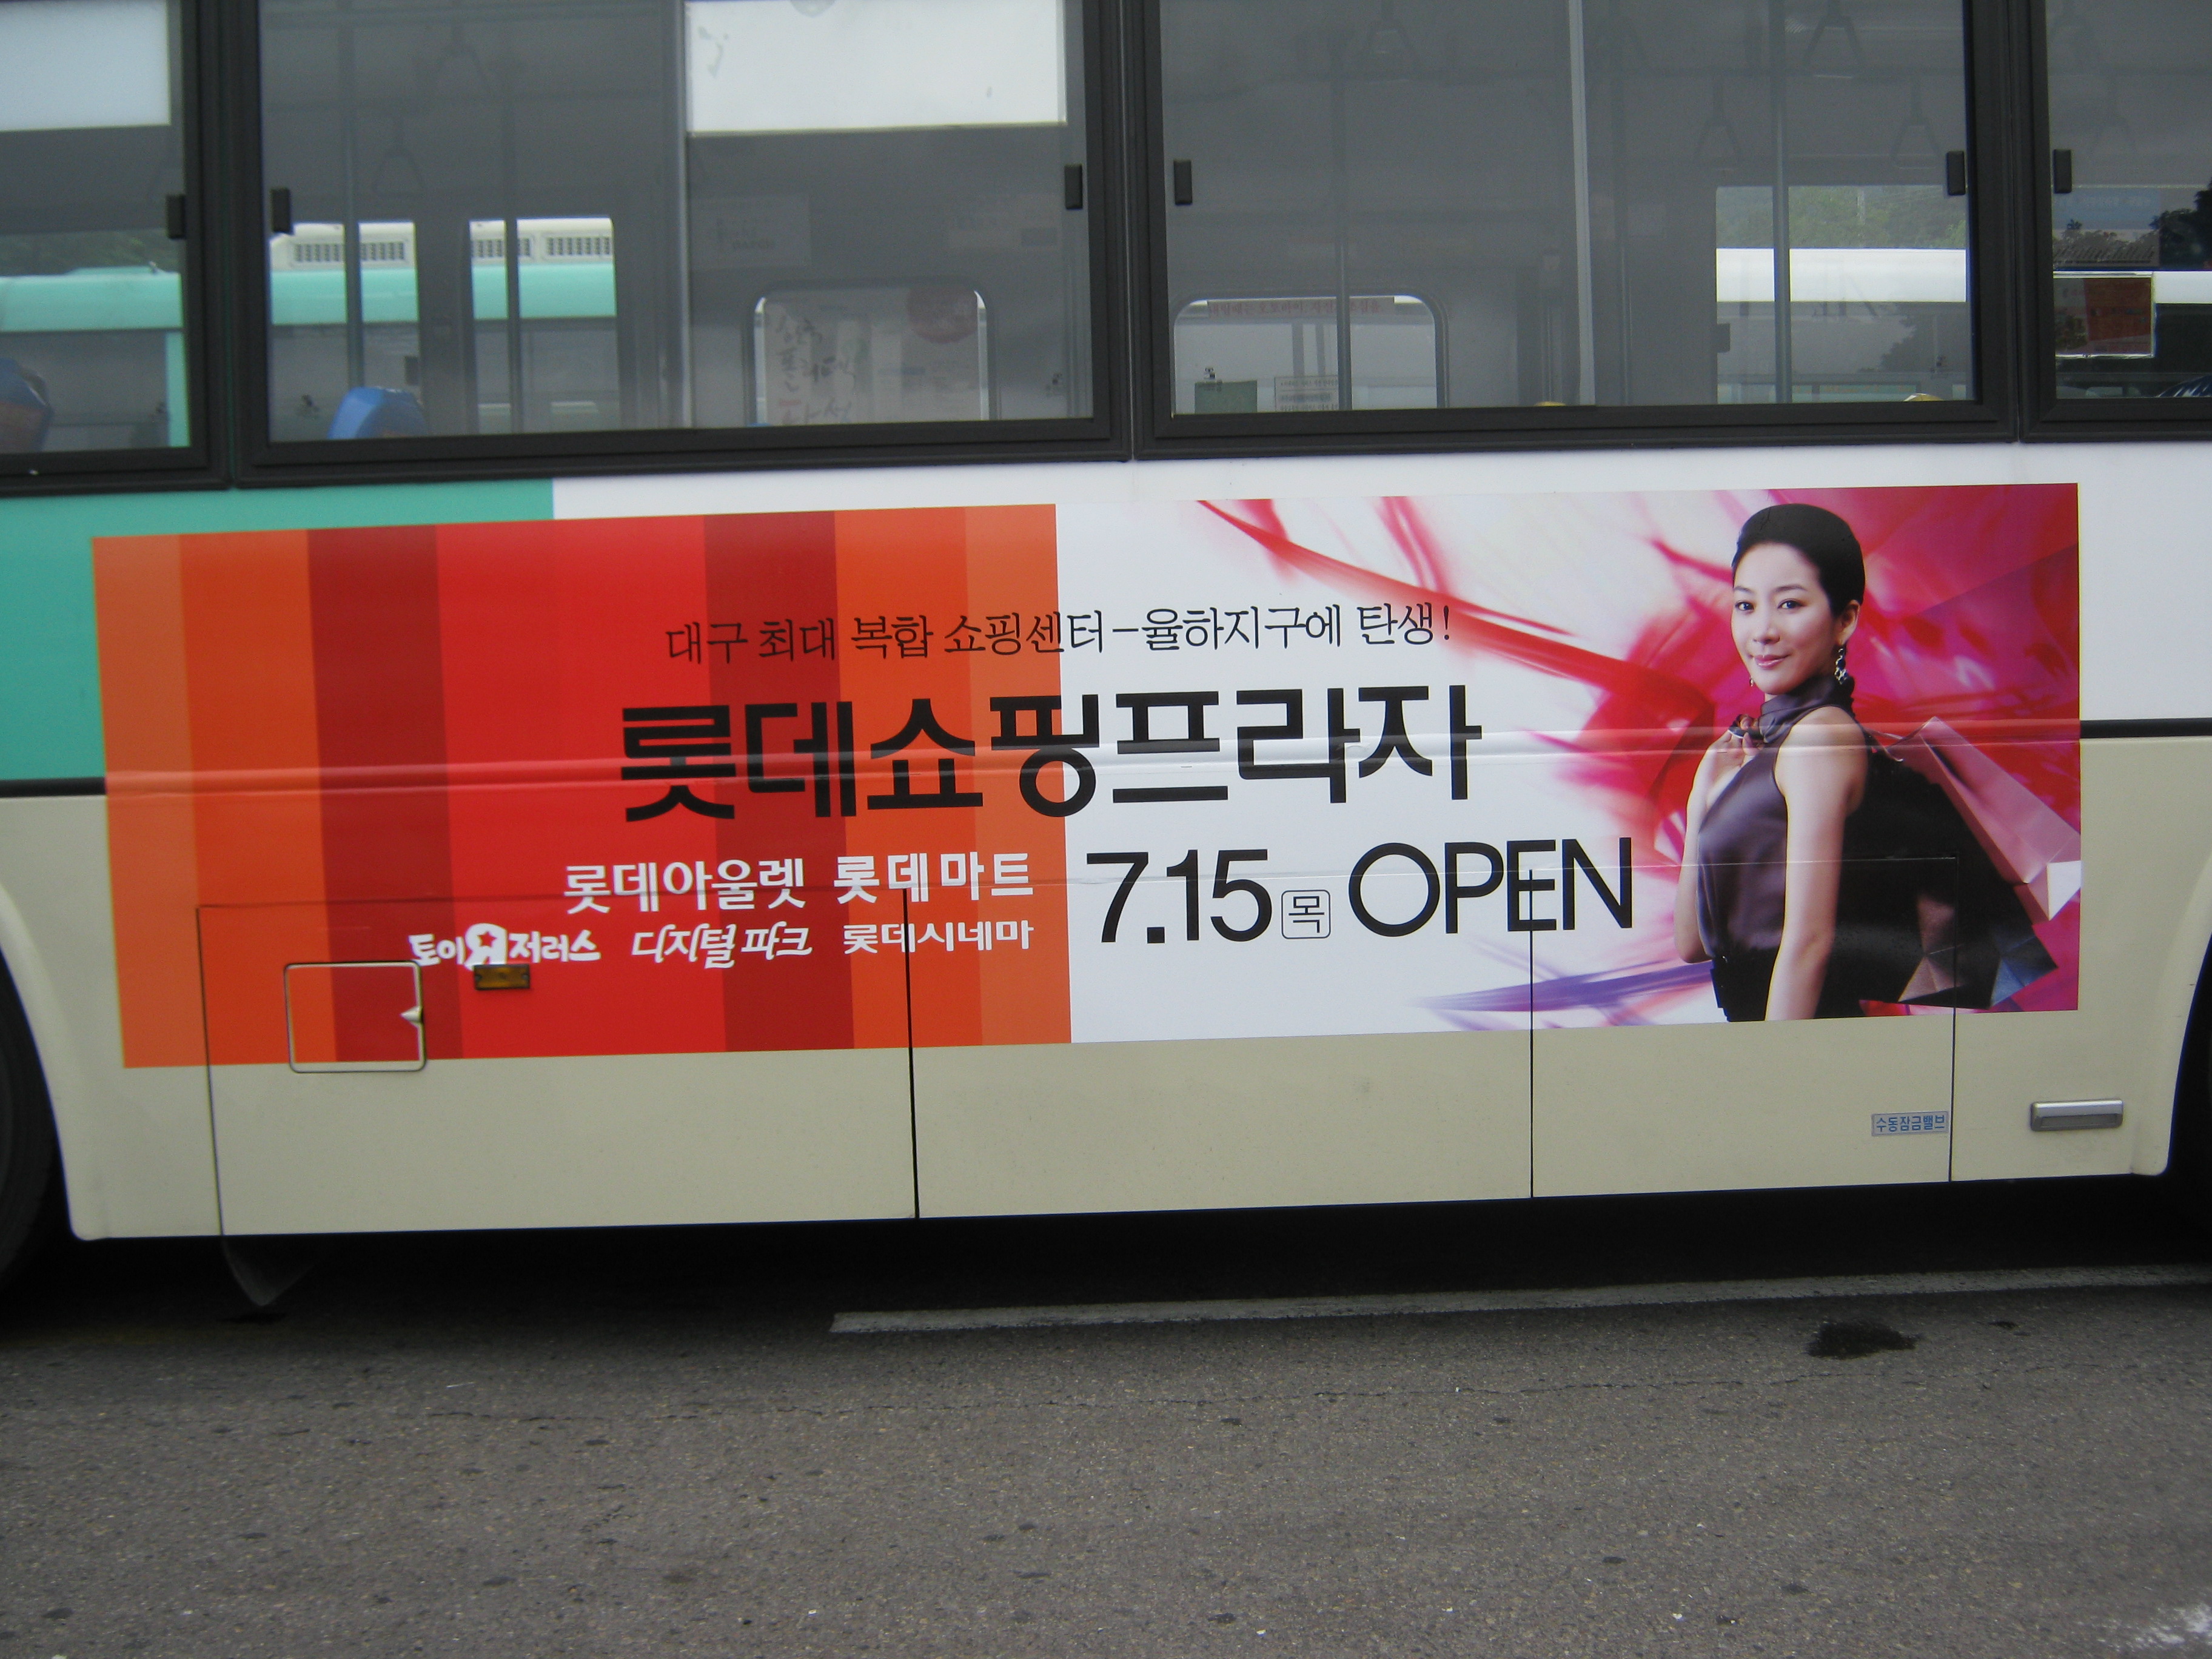 대구 최대 복합 쇼핑센터-율하지구에 탄생!
롯데쇼핑프라자
롯데아울렛 롯데마트
토이R저러스 디지털파크 롯데시네마
7.15 목 OPEN
수동잠금밸브